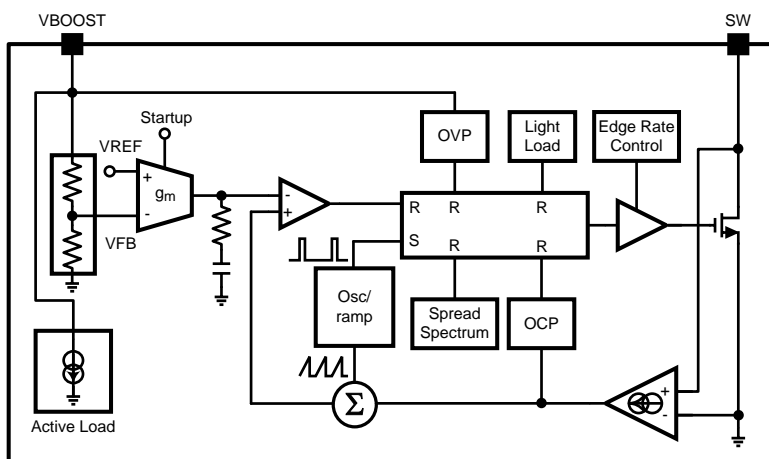 VBOOST
SW
Startup
VREF
+
gm
-
VFB
OVP
Light
Load
Edge Rate
Control
-
+
R
R
R
S
R
R
Osc/
ramp
Spread
Spectrum
OCP
Σ
+
-
Active Load